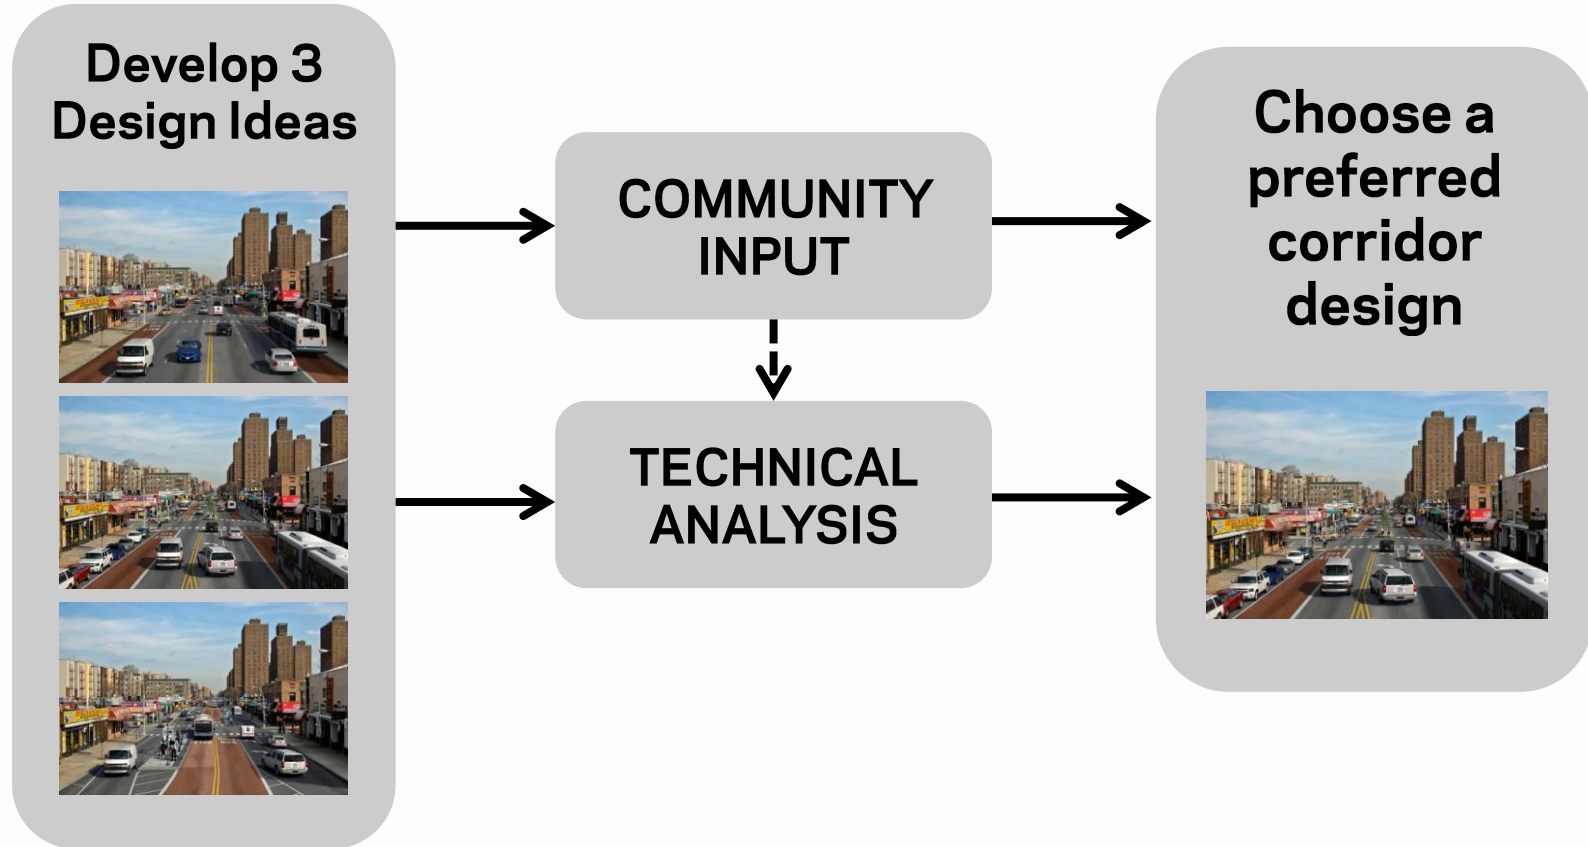 Develop 3
Design Ideas
COMMUNITY
INPUT
TECHNICAL
ANALYSIS
Choose a
preferred
corridor
design